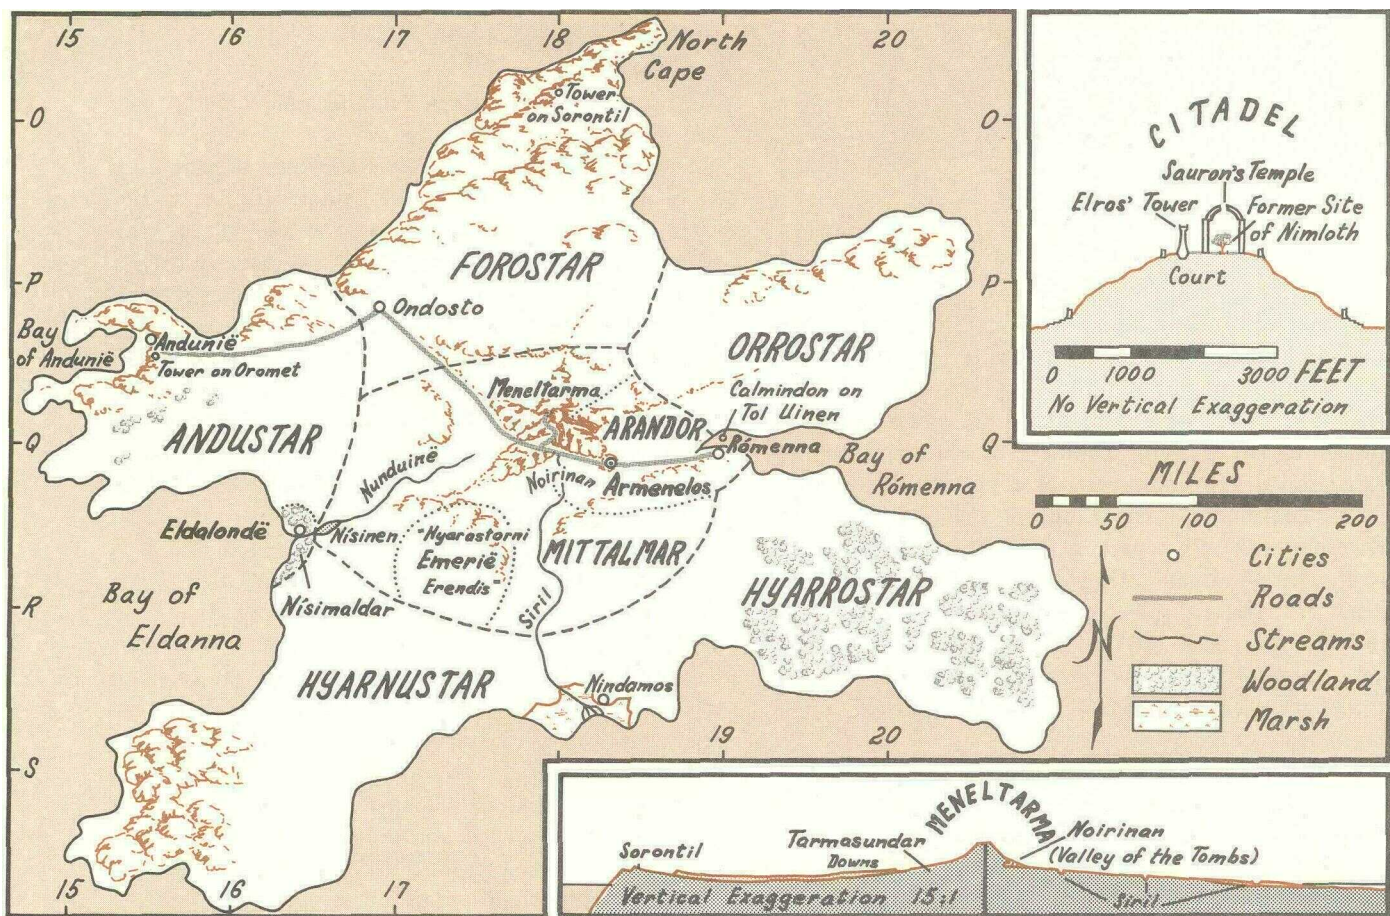 15
16
17
18
20
North
Cape
Tower
on Sorontil
O
O
FOROSTAR
P
P
Ondosto
Bay
of Andunië
Andunië
Tower on Oromet
ORROSTAR
Meneltarma
Calmindon on
Tol Uinen
ANDUSTAR
ARANDOR
Q
Q
Rómenna
Bay of
Rómenna
Nunduinë
Noirinan
Armenelos
Eldalondë
Nísinen
"Hyarastorni
Emerië
Erendis"
MITTALMAR
HYARROSTAR
Bay of
Eldanna
R
Nísimaldar
Siril
HYARNUSTAR
Nindamos
S
19
20
15
16
17
CITADEL
Sauron's Temple
Elros' Tower
Former Site
of Nimloth
Court
0 1000 3000 FEET
No Vertical Exaggeration
MILES
0 50 100 200
N
Cities
Roads
Streams
Woodland
Marsh
MENELTARMA
Sorontil
Tarmasundar
Downs
Noirinan
(Valley of the Tombs)
Vertical Exaggeration 15:1
Siril